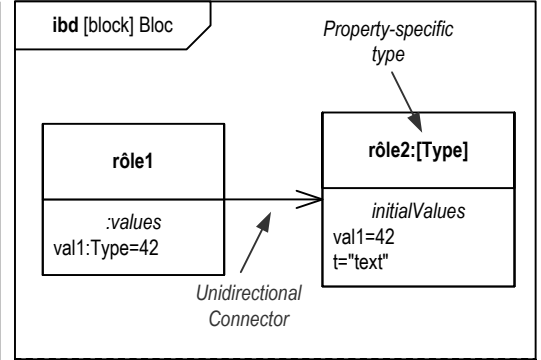 ibd [block] Bloc
Property-specific
type
rôle1
:values
val1:Type=42
rôle2:[Type]
initialValues
val1=42
t="text"
Unidirectional
Connector